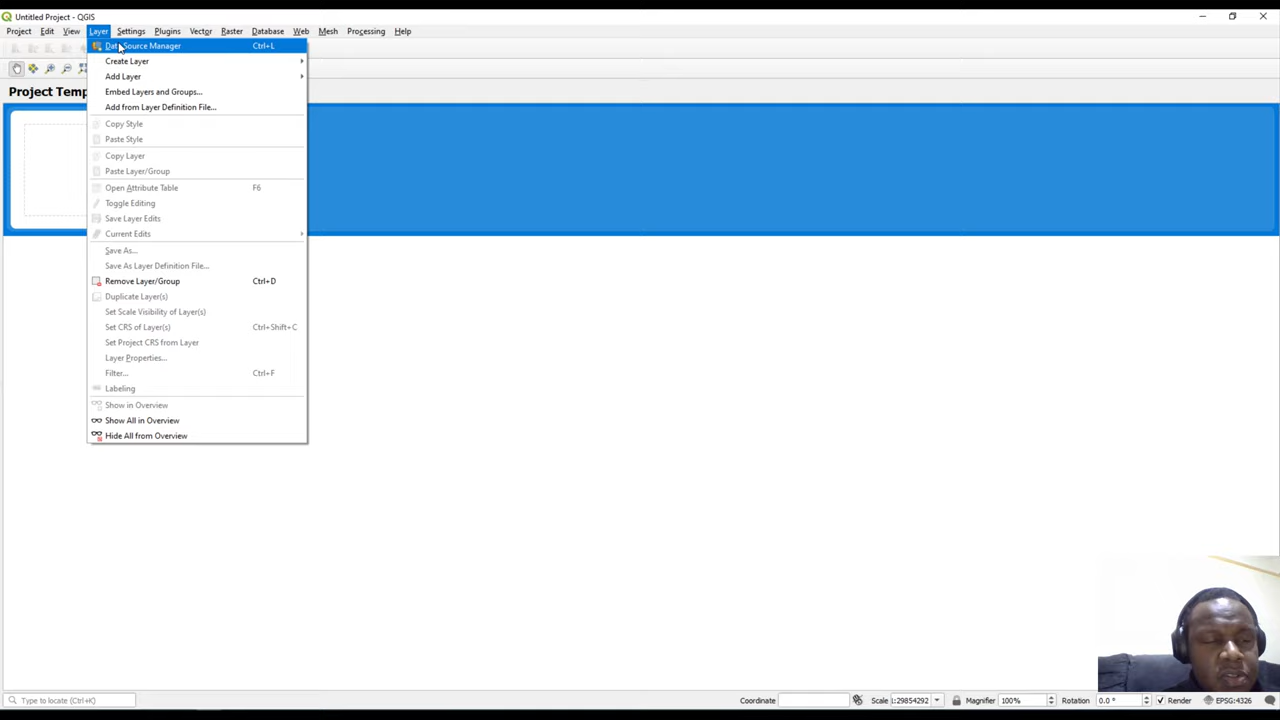 Untitled Project - QGIS
Project Edit View Layer Settings Plugins Vector Raster Database Web Mesh Processing Help
Data Source Manager Ctrl+L
Create Layer
Add Layer
Project Temp
Embed Layers and Groups...
Add from Layer Definition File...
Copy Style
Paste Style
Copy Layer
Paste Layer/Group
Open Attribute Table F6
Toggle Editing
Save Layer Edits
Current Edits
Save As...
Save As Layer Definition File...
Remove Layer/Group Ctrl+D
Duplicate Layer(s)
Set Scale Visibility of Layer(s)
Set CRS of Layer(s) Ctrl+Shift+C
Set Project CRS from Layer
Layer Properties...
Filter... Ctrl+F
Labeling
Show in Overview
Show All in Overview
Hide All from Overview
Type to locate (Ctrl+K) Coordinate Scale 1:29854292 Magnifier 100% Rotation 0.0 ° Render EPSG:4326